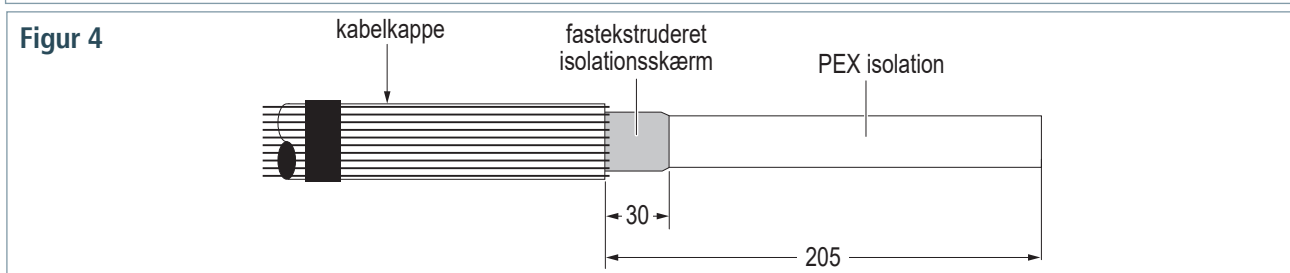 Figur 4
kabelkappe
fastekstruderet
isolationsskærm
PEX isolation
30
205